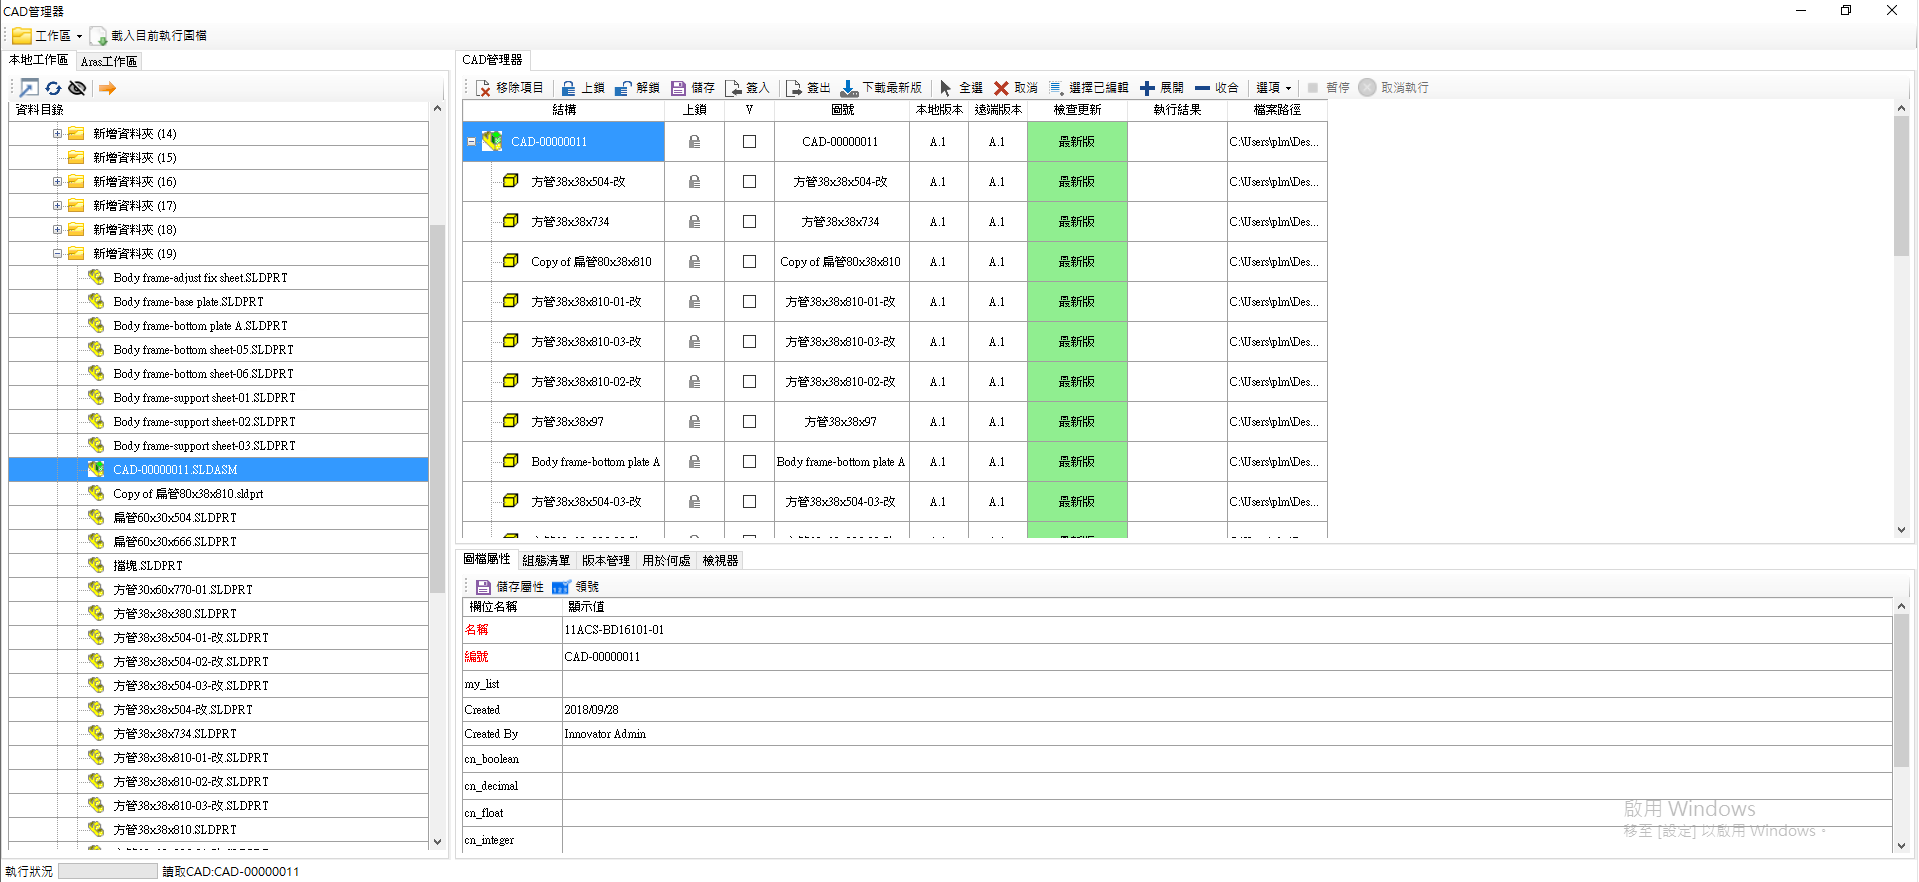 CAD管理器
工作區 載入目前執行圖檔
本地工作區 Aras工作區
資料目錄
新增資料夾 (14)
新增資料夾 (15)
新增資料夾 (16)
新增資料夾 (17)
新增資料夾 (18)
新增資料夾 (19)
Body frame-adjust fix sheet.SLDPRT
Body frame-base plate.SLDPRT
Body frame-bottom plate A.SLDPRT
Body frame-bottom sheet-05.SLDPRT
Body frame-bottom sheet-06.SLDPRT
Body frame-support sheet-01.SLDPRT
Body frame-support sheet-02.SLDPRT
Body frame-support sheet-03.SLDPRT
CAD-00000011.SLDASM
Copy of 扁管80x38x810.sldprt
扁管60x30x504.SLDPRT
扁管60x30x666.SLDPRT
擋塊.SLDPRT
方管30x60x770-01.SLDPRT
方管38x38x380.SLDPRT
方管38x38x504-01-改.SLDPRT
方管38x38x504-02-改.SLDPRT
方管38x38x504-03-改.SLDPRT
方管38x38x504-改.SLDPRT
方管38x38x734.SLDPRT
方管38x38x810-01-改.SLDPRT
方管38x38x810-02-改.SLDPRT
方管38x38x810-03-改.SLDPRT
方管38x38x810.SLDPRT
CAD管理器
移除項目 上鎖 解鎖 儲存 簽入 簽出 下載最新版 全選 取消 選擇已編輯 展開 收合 選項 暫停 取消執行
結構 上鎖 V 圖號 本地版本 遠端版本 檢查更新 執行結果 檔案路徑
CAD-00000011 CAD-00000011 A.1 A.1 最新版 C:\Users\plm\Des...
方管38x38x504-改 方管38x38x504-改 A.1 A.1 最新版 C:\Users\plm\Des...
方管38x38x734 方管38x38x734 A.1 A.1 最新版 C:\Users\plm\Des...
Copy of 扁管80x38x810 Copy of 扁管80x38x810 A.1 A.1 最新版 C:\Users\plm\Des...
方管38x38x810-01-改 方管38x38x810-01-改 A.1 A.1 最新版 C:\Users\plm\Des...
方管38x38x810-03-改 方管38x38x810-03-改 A.1 A.1 最新版 C:\Users\plm\Des...
方管38x38x810-02-改 方管38x38x810-02-改 A.1 A.1 最新版 C:\Users\plm\Des...
方管38x38x97 方管38x38x97 A.1 A.1 最新版 C:\Users\plm\Des...
Body frame-bottom plate A Body frame-bottom plate A A.1 A.1 最新版 C:\Users\plm\Des...
方管38x38x504-03-改 方管38x38x504-03-改 A.1 A.1 最新版 C:\Users\plm\Des...
圖檔屬性 組態清單 版本管理 用於何處 檢視器
儲存屬性 領號
欄位名稱 顯示值
名稱 11ACS-BD16101-01
編號 CAD-00000011
my_list
Created 2018/09/28
Created By Innovator Admin
cn_boolean
cn_decimal
cn_float
cn_integer
啟用 Windows
移至 [設定] 以啟用 Windows。
執行狀況 讀取CAD:CAD-00000011